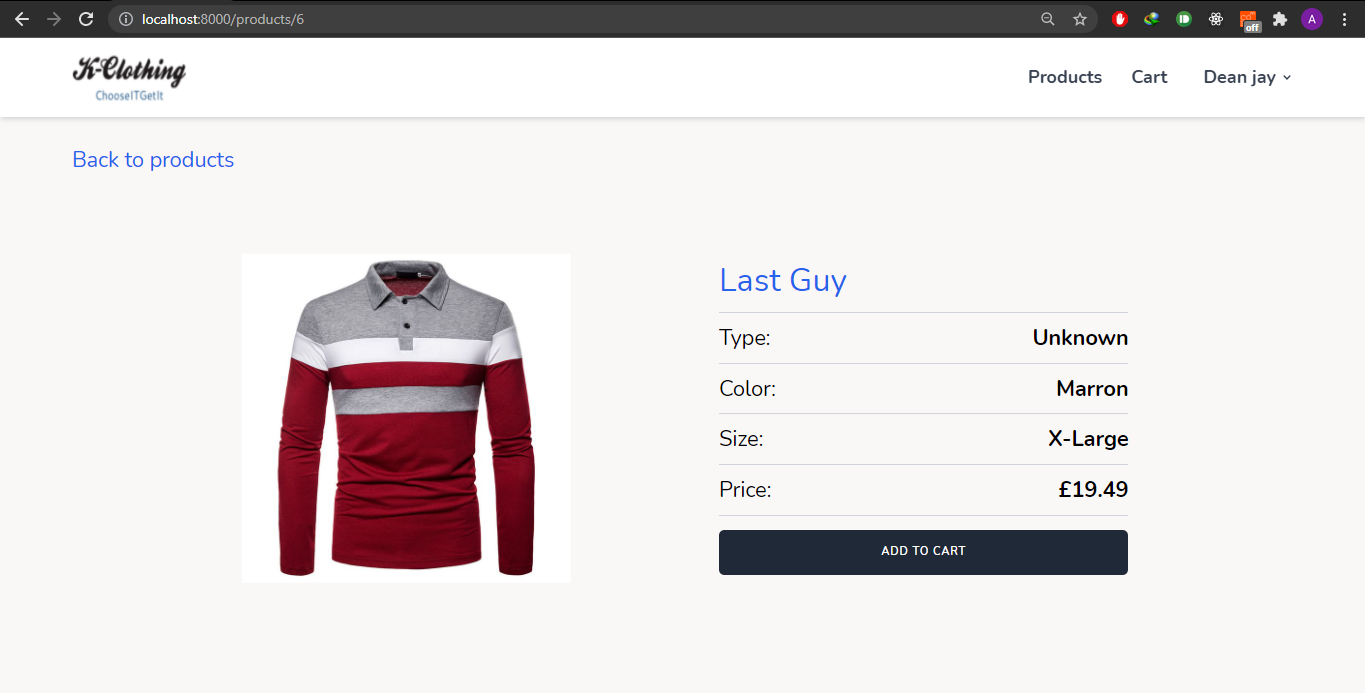 localhost:8000/products/6
off
A
K-Clothing
ChooseITGetIt
Products Cart Dean jay
Back to products
Last Guy
Type: Unknown
Color: Marron
Size: X-Large
Price: £19.49
ADD TO CART